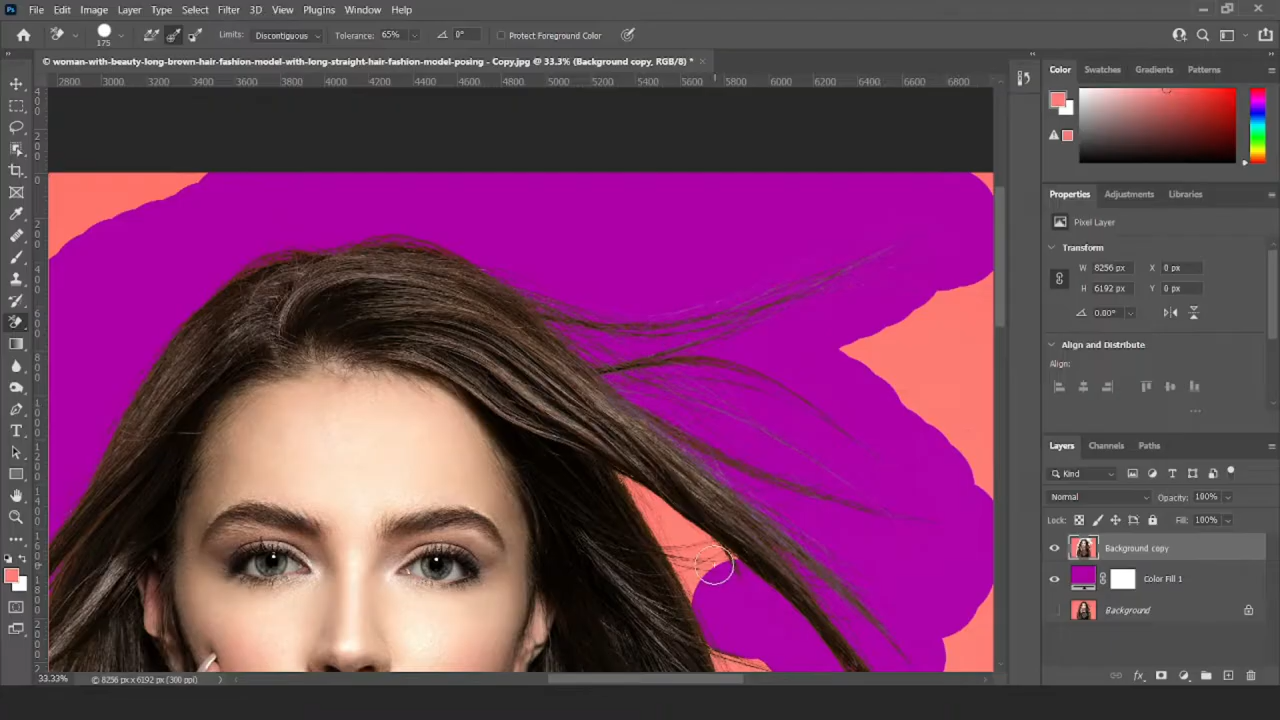 Ps File Edit Image Layer Type Select Filter 3D View Plugins Window Help
175 Limits: Discontiguous Tolerance: 65% 0° Protect Foreground Color
© woman-with-beauty-long-brown-hair-fashion-model-with-long-straight-hair-fashion-model-posing - Copy.jpg @ 33.3% (Background copy, RGB/8) *
2800 3000 3200 3400 3600 3800 4000 4200 4400 4600 4800 5000 5200 5400 5600 5800 6000 6200 6400 6600 6800
Color Swatches Gradients Patterns
Properties Adjustments Libraries
Pixel Layer
Transform
W 8256 px X 0 px
H 6192 px Y 0 px
0.00°
Align and Distribute
Align:
Layers Channels Paths
Kind
Normal Opacity: 100%
Lock: Fill: 100%
Background copy
Color Fill 1
Background
33.33% © 8256 px x 6192 px (300 ppi)